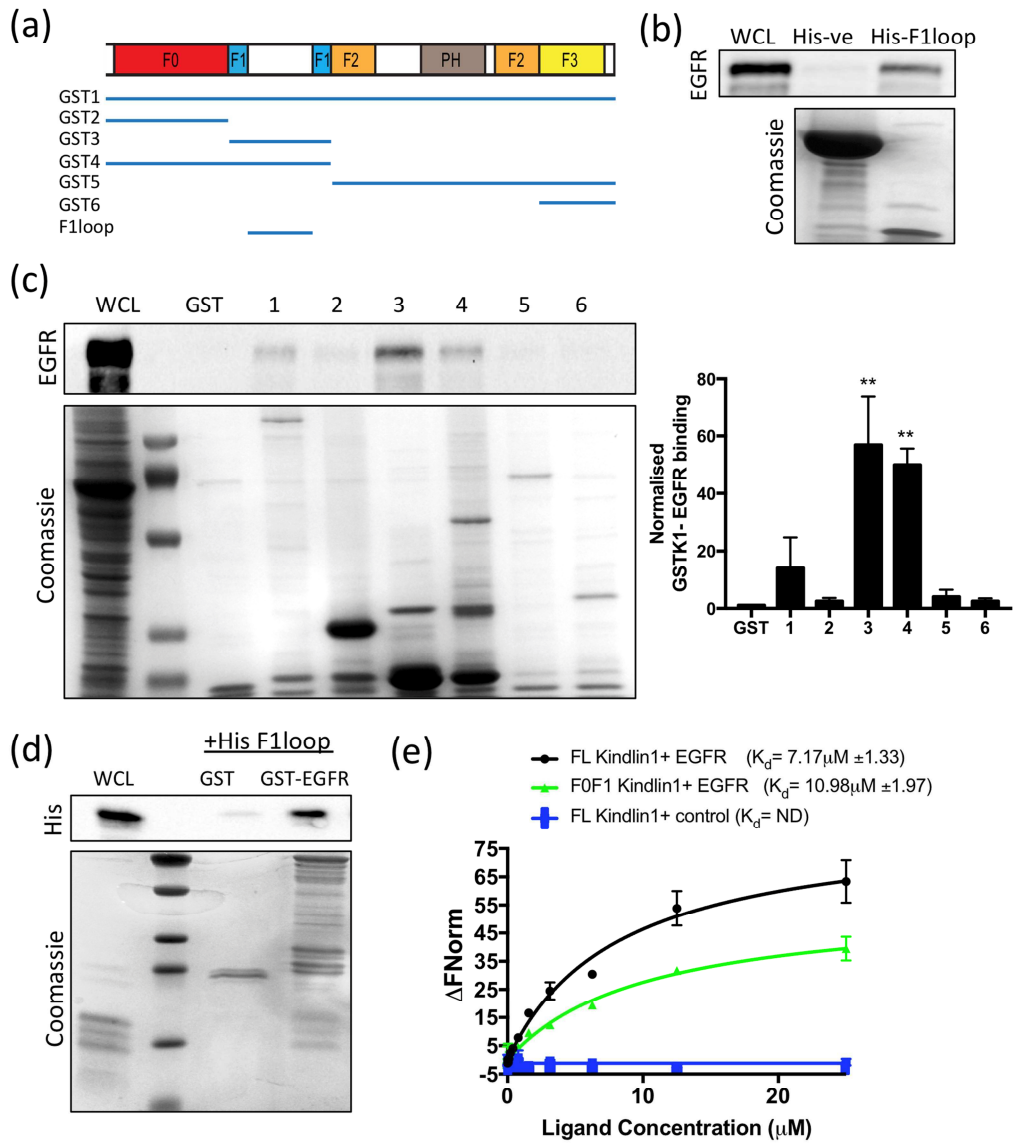 (a)
F0 F1 F1 F2 PH F2 F3
GST1
GST2
GST3
GST4
GST5
GST6
F1loop
(b)
WCL His-ve His-F1loop
EGFR
Coomassie
(c)
WCL GST 1 2 3 4 5 6
EGFR
Coomassie
Normalised
GSTK1- EGFR binding
80
60
40
20
0
** **
GST 1 2 3 4 5 6
(d)
+His F1loop
WCL GST GST-EGFR
His
Coomassie
(e)
FL Kindlin1+ EGFR (Kd= 7.17μM ±1.33)
F0F1 Kindlin1+ EGFR (Kd= 10.98μM ±1.97)
FL Kindlin1+ control (Kd= ND)
ΔFNorm
75
65
55
45
35
25
15
5
-5
0 10 20
Ligand Concentration (μM)